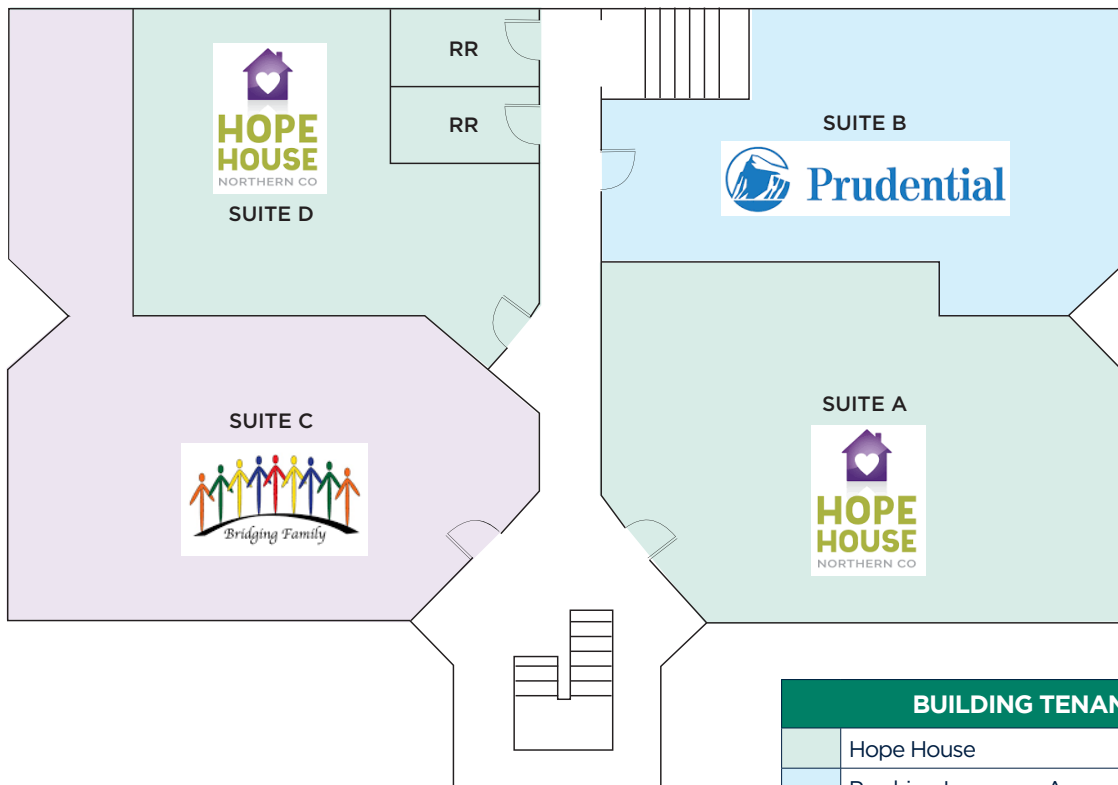 RR
RR
HOPE
HOUSE
NORTHERN CO
SUITE D
SUITE B
Prudential
SUITE C
Bridging Family
SUITE A
HOPE
HOUSE
NORTHERN CO
BUILDING
Hope House